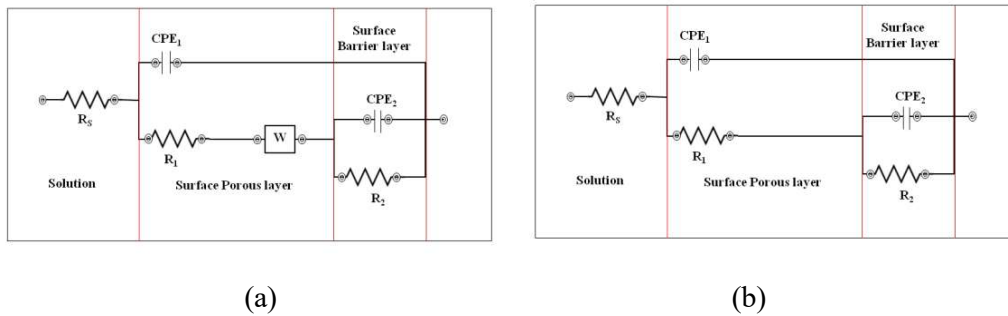 Surface
Barrier layer
CPE₁
CPE₂
Rₛ
R₁
W
R₂
Solution
Surface Porous layer
(a)
Surface
Barrier layer
CPE₁
CPE₂
Rₛ
R₁
R₂
Solution
Surface Porous layer
(b)